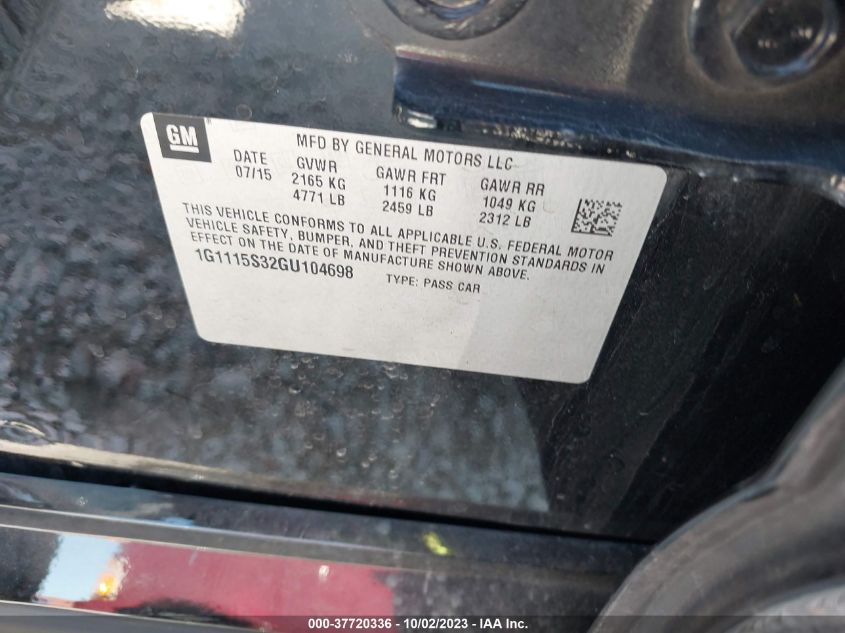 GM
MFD BY GENERAL MOTORS LLC
DATE GVWR GAWR FRT GAWR RR
07/15 2165 KG 1116 KG 1049 KG
4771 LB 2459 LB 2312 LB
THIS VEHICLE CONFORMS TO ALL APPLICABLE U.S. FEDERAL MOTOR
VEHICLE SAFETY, BUMPER, AND THEFT PREVENTION STANDARDS IN
EFFECT ON THE DATE OF MANUFACTURE SHOWN ABOVE.
1G1115S32GU104698 TYPE: PASS CAR
000-37720336 - 10/02/2023 - IAA Inc.